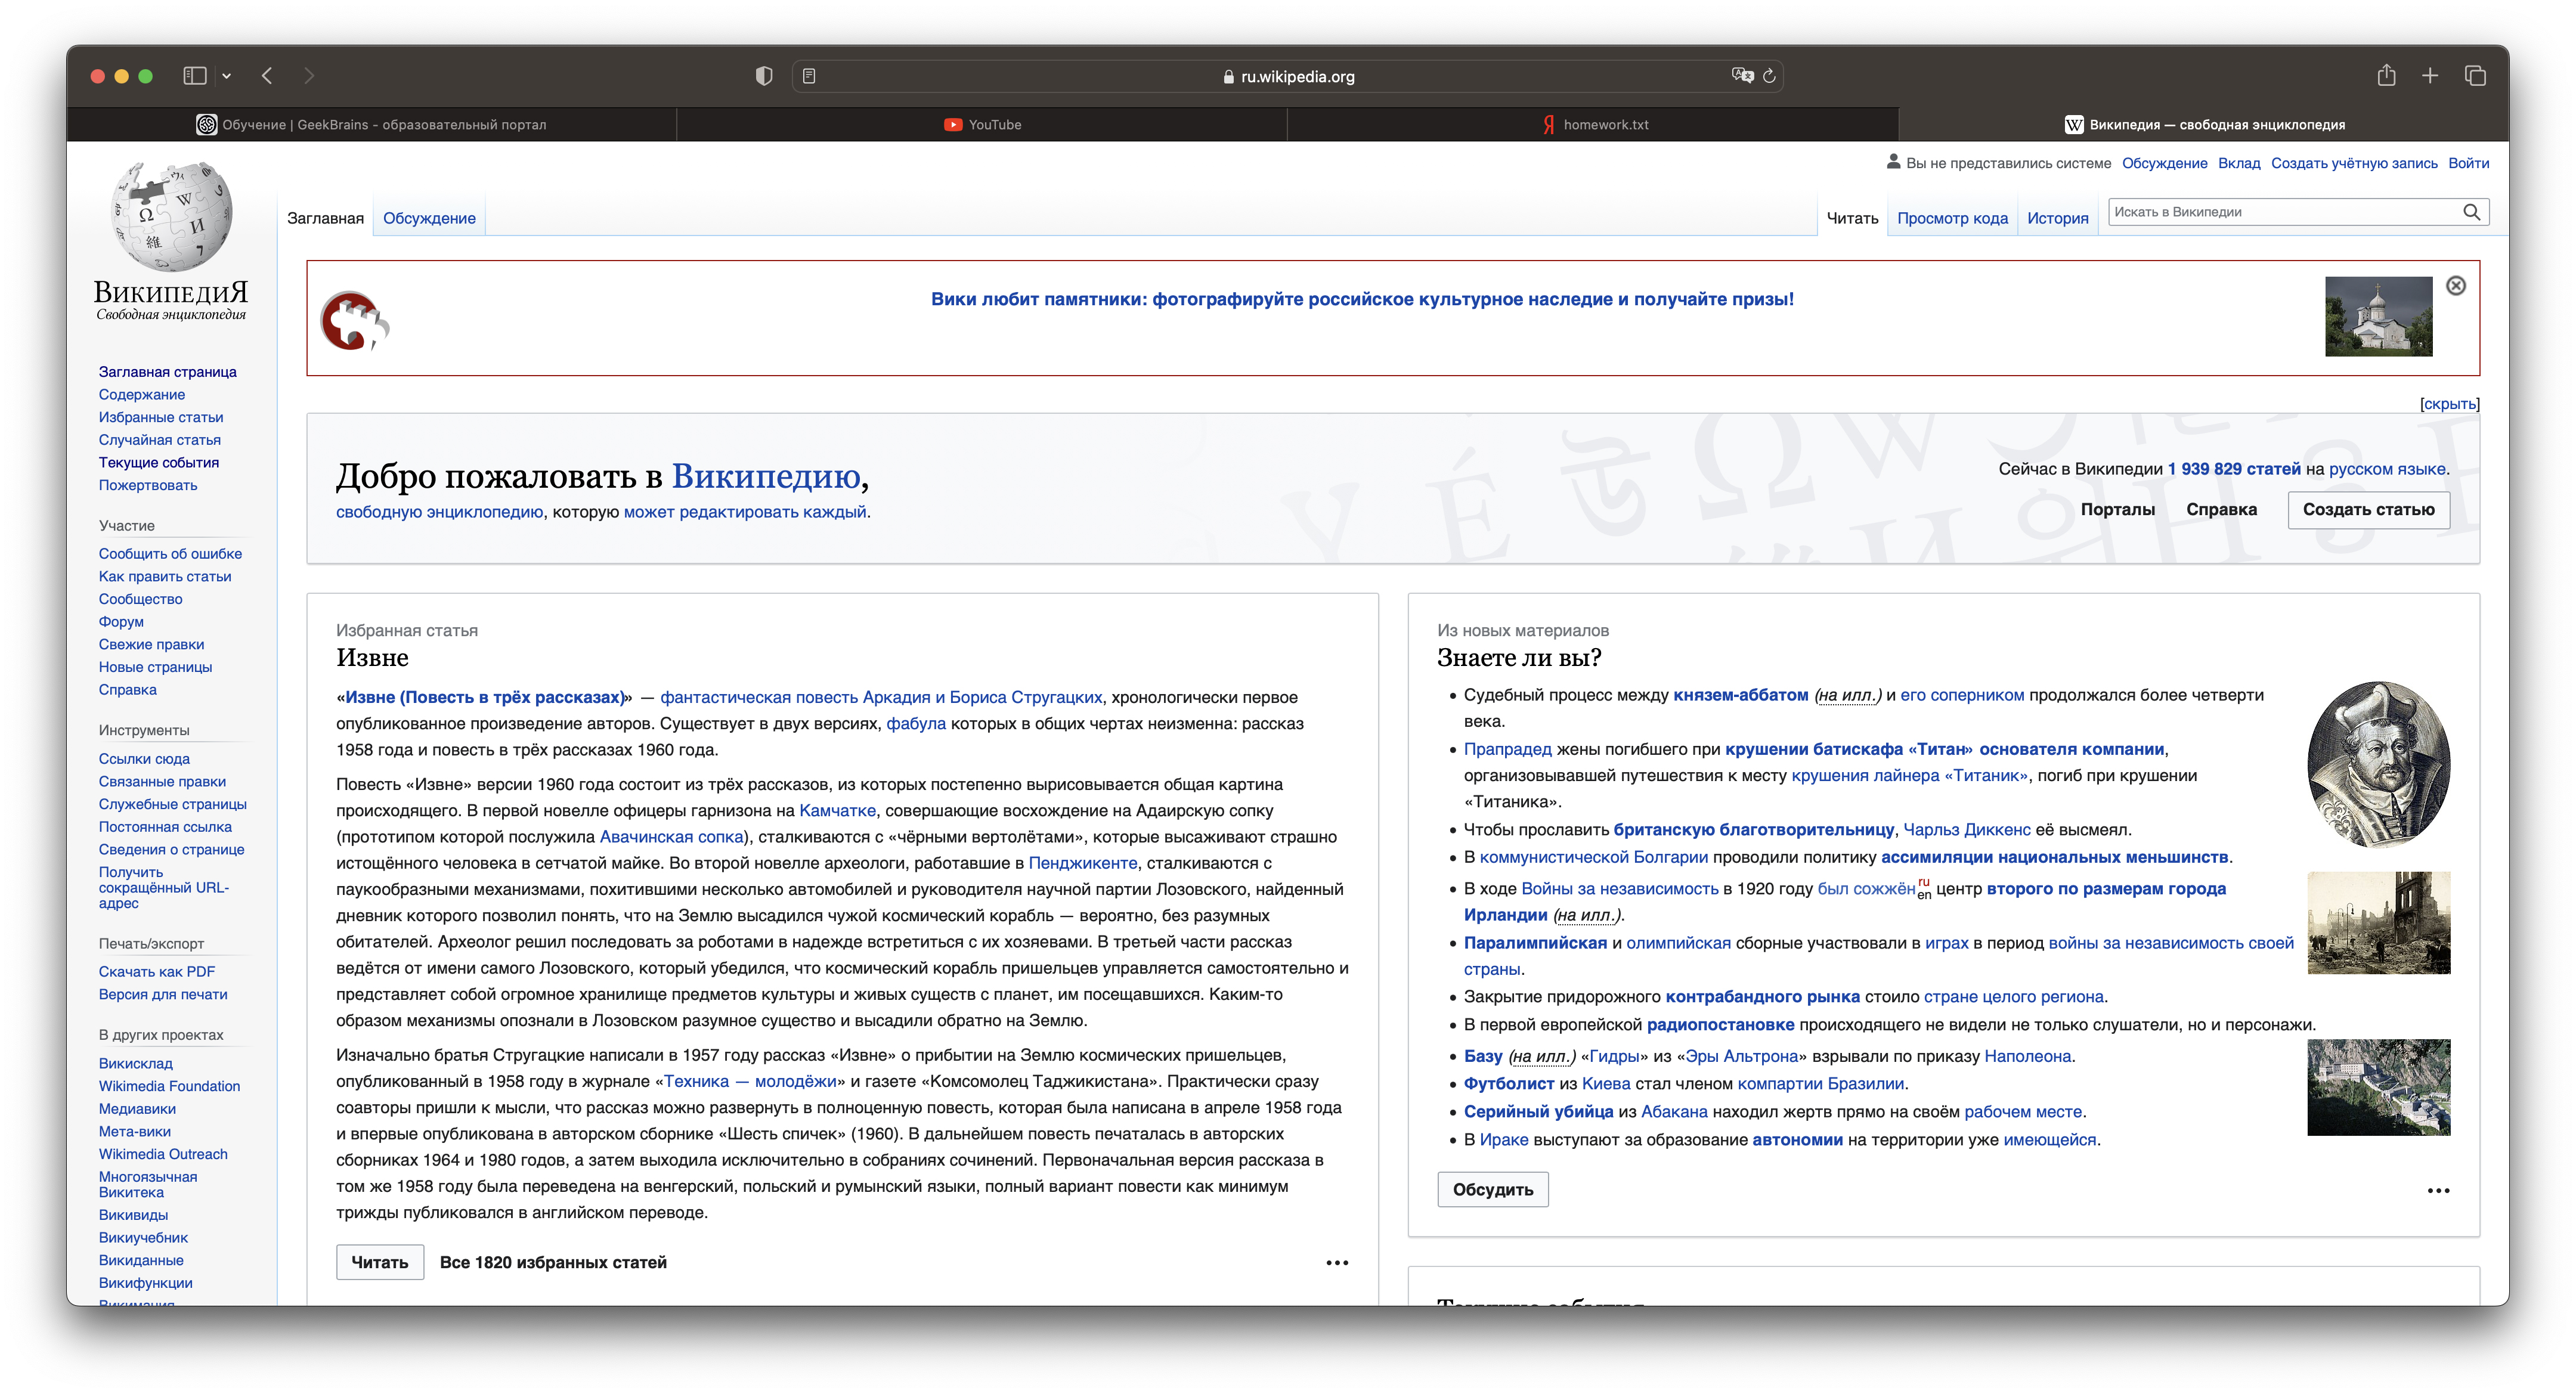 ru.wikipedia.org
Обучение | GeekBrains - образовательный портал
YouTube
homework.txt
Википедия — свободная энциклопедия
Вы не представились системе Обсуждение Вклад Создать учётную запись Войти
Заглавная Обсуждение
Читать Просмотр кода История Искать в Википедии
ВикипедиЯ
Свободная энциклопедия
Заглавная страница
Содержание
Избранные статьи
Случайная статья
Текущие события
Пожертвовать
Участие
Сообщить об ошибке
Как править статьи
Сообщество
Форум
Свежие правки
Новые страницы
Справка
Инструменты
Ссылки сюда
Связанные правки
Служебные страницы
Постоянная ссылка
Сведения о странице
Получить
сокращённый URL-
адрес
Печать/экспорт
Скачать как PDF
Версия для печати
В других проектах
Викисклад
Wikimedia Foundation
Медиавики
Мета-вики
Wikimedia Outreach
Многоязычная
Викитека
Викивиды
Викиучебник
Викиданные
Викифункции
Викимания
Вики любит памятники: фотографируйте российское культурное наследие и получайте призы!
[скрыть]
Добро пожаловать в Википедию,
свободную энциклопедию, которую может редактировать каждый.
Сейчас в Википедии 1 939 829 статей на русском языке.
Порталы Справка Создать статью
Избранная статья
Извне
«Извне (Повесть в трёх рассказах)» — фантастическая повесть Аркадия и Бориса Стругацких, хронологически первое
опубликованное произведение авторов. Существует в двух версиях, фабула которых в общих чертах неизменна: рассказ
1958 года и повесть в трёх рассказах 1960 года.
Повесть «Извне» версии 1960 года состоит из трёх рассказов, из которых постепенно вырисовывается общая картина
происходящего. В первой новелле офицеры гарнизона на Камчатке, совершающие восхождение на Адаирскую сопку
(прототипом которой послужила Авачинская сопка), сталкиваются с «чёрными вертолётами», которые высаживают страшно
истощённого человека в сетчатой майке. Во второй новелле археологи, работавшие в Пенджикенте, сталкиваются с
паукообразными механизмами, похитившими несколько автомобилей и руководителя научной партии Лозовского, найденный
дневник которого позволил понять, что на Землю высадился чужой космический корабль — вероятно, без разумных
обитателей. Археолог решил последовать за роботами в надежде встретиться с их хозяевами. В третьей части рассказ
ведётся от имени самого Лозовского, который убедился, что космический корабль пришельцев управляется самостоятельно и
представляет собой огромное хранилище предметов культуры и живых существ с планет, им посещавшихся. Каким-то
образом механизмы опознали в Лозовском разумное существо и высадили обратно на Землю.
Изначально братья Стругацкие написали в 1957 году рассказ «Извне» о прибытии на Землю космических пришельцев,
опубликованный в 1958 году в журнале «Техника — молодёжи» и газете «Комсомолец Таджикистана». Практически сразу
соавторы пришли к мысли, что рассказ можно развернуть в полноценную повесть, которая была написана в апреле 1958 года
и впервые опубликована в авторском сборнике «Шесть спичек» (1960). В дальнейшем повесть печаталась в авторских
сборниках 1964 и 1980 годов, а затем выходила исключительно в собраниях сочинений. Первоначальная версия рассказа в
том же 1958 году была переведена на венгерский, польский и румынский языки, полный вариант повести как минимум
трижды публиковался в английском переводе.
Читать Все 1820 избранных статей
Из новых материалов
Знаете ли вы?
Судебный процесс между князем-аббатом (на илл.) и его соперником продолжался более четверти
века.
Прапрадед жены погибшего при крушении батискафа «Титан» основателя компании,
организовывавшей путешествия к месту крушения лайнера «Титаник», погиб при крушении
«Титаника».
Чтобы прославить британскую благотворительницу, Чарльз Диккенс её высмеял.
В коммунистической Болгарии проводили политику ассимиляции национальных меньшинств.
В ходе Войны за независимость в 1920 году был сожжён ru en центр второго по размерам города
Ирландии (на илл.).
Паралимпийская и олимпийская сборные участвовали в играх в период войны за независимость своей
страны.
Закрытие придорожного контрабандного рынка стоило стране целого региона.
В первой европейской радиопостановке происходящего не видели не только слушатели, но и персонажи.
Базу (на илл.) «Гидры» из «Эры Альтрона» взрывали по приказу Наполеона.
Футболист из Киева стал членом компартии Бразилии.
Серийный убийца из Абакана находил жертв прямо на своём рабочем месте.
В Ираке выступают за образование автономии на территории уже имеющейся.
Обсудить
Текущие события